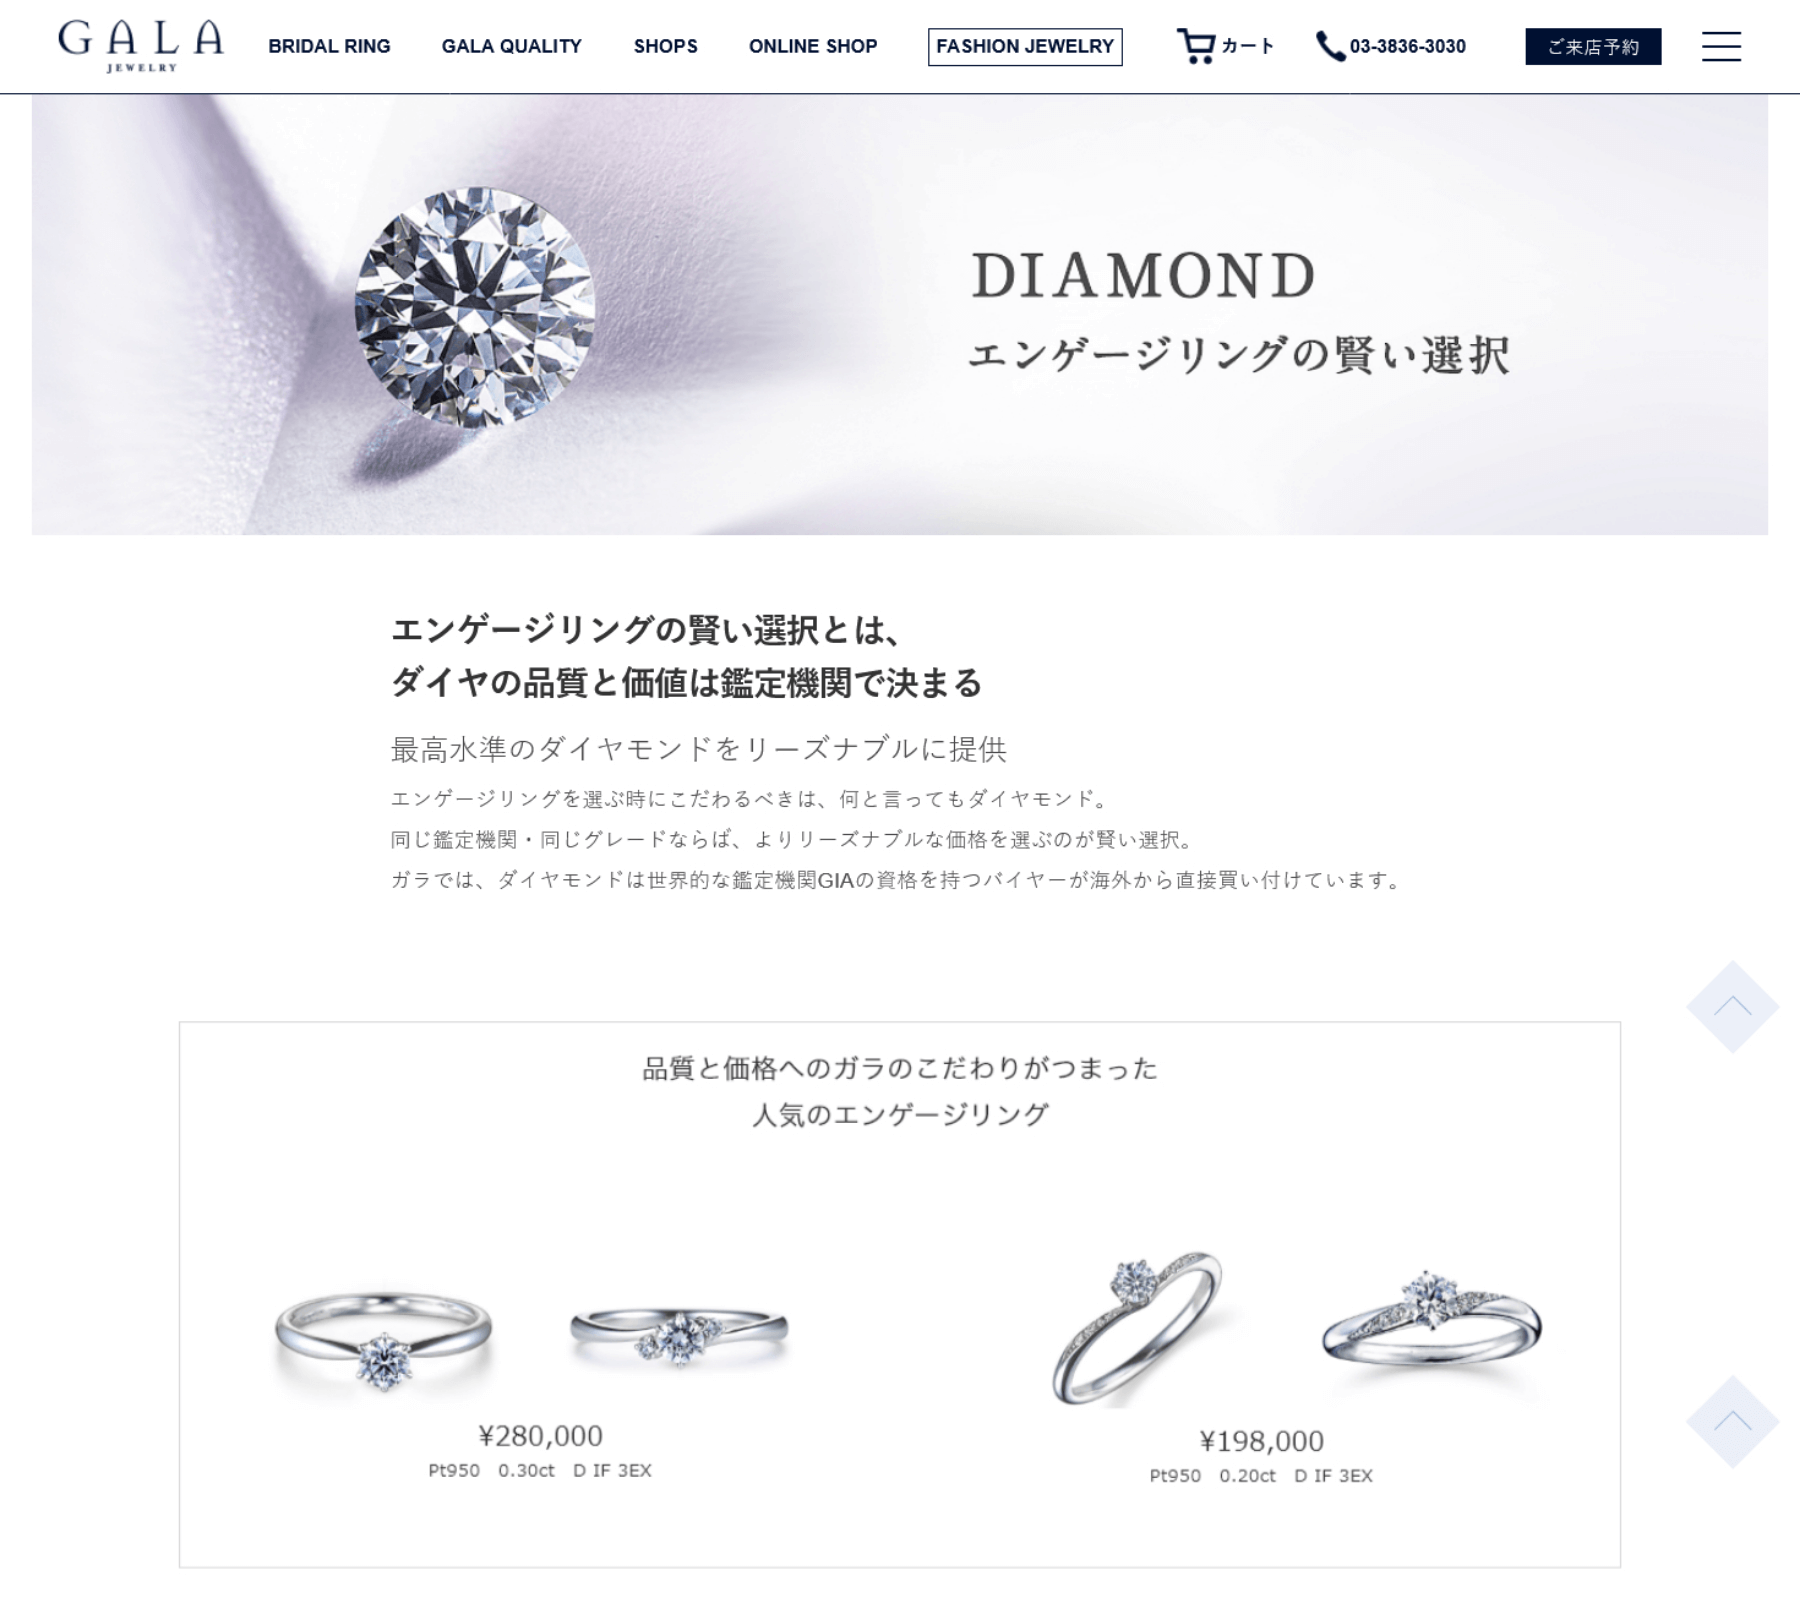 GALA
JEWELRY
BRIDAL RING
GALA QUALITY
SHOPS
ONLINE SHOP
FASHION JEWELRY
カート
03-3836-3030
ご来店予約
DIAMOND
エンゲージリングの賢い選択
エンゲージリングの賢い選択とは、
ダイヤの品質と価値は鑑定機関で決まる
最高水準のダイヤモンドをリーズナブルに提供
エンゲージリングを選ぶ時にこだわるべきは、何と言ってもダイヤモンド。
同じ鑑定機関・同じグレードならば、よりリーズナブルな価格を選ぶのが賢い選択。
ガラでは、ダイヤモンドは世界的な鑑定機関GIAの資格を持つバイヤーが海外から直接買い付けています。
品質と価格へのガラのこだわりがつまった
人気のエンゲージリング
¥280,000
Pt950 0.30ct D IF 3EX
¥198,000
Pt950 0.20ct D IF 3EX